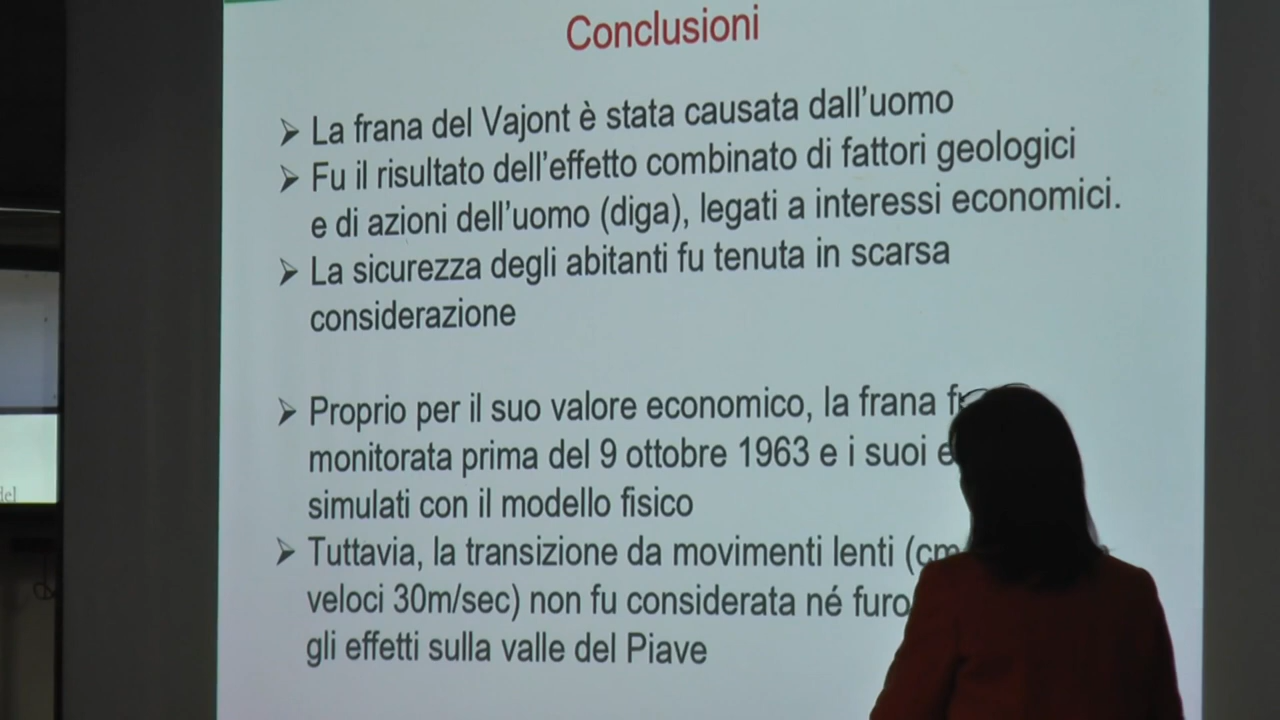 Conclusioni
➢ La frana del Vajont è stata causata dall'uomo
➢ Fu il risultato dell'effetto combinato di fattori geologici
e di azioni dell'uomo (diga), legati a interessi economici.
➢ La sicurezza degli abitanti fu tenuta in scarsa
considerazione
➢ Proprio per il suo valore economico, la frana
monitorata prima del 9 ottobre 1963 e i suoi
simulati con il modello fisico
➢ Tuttavia, la transizione da movimenti lenti (cm
veloci 30m/sec) non fu considerata né
gli effetti sulla valle del Piave
del